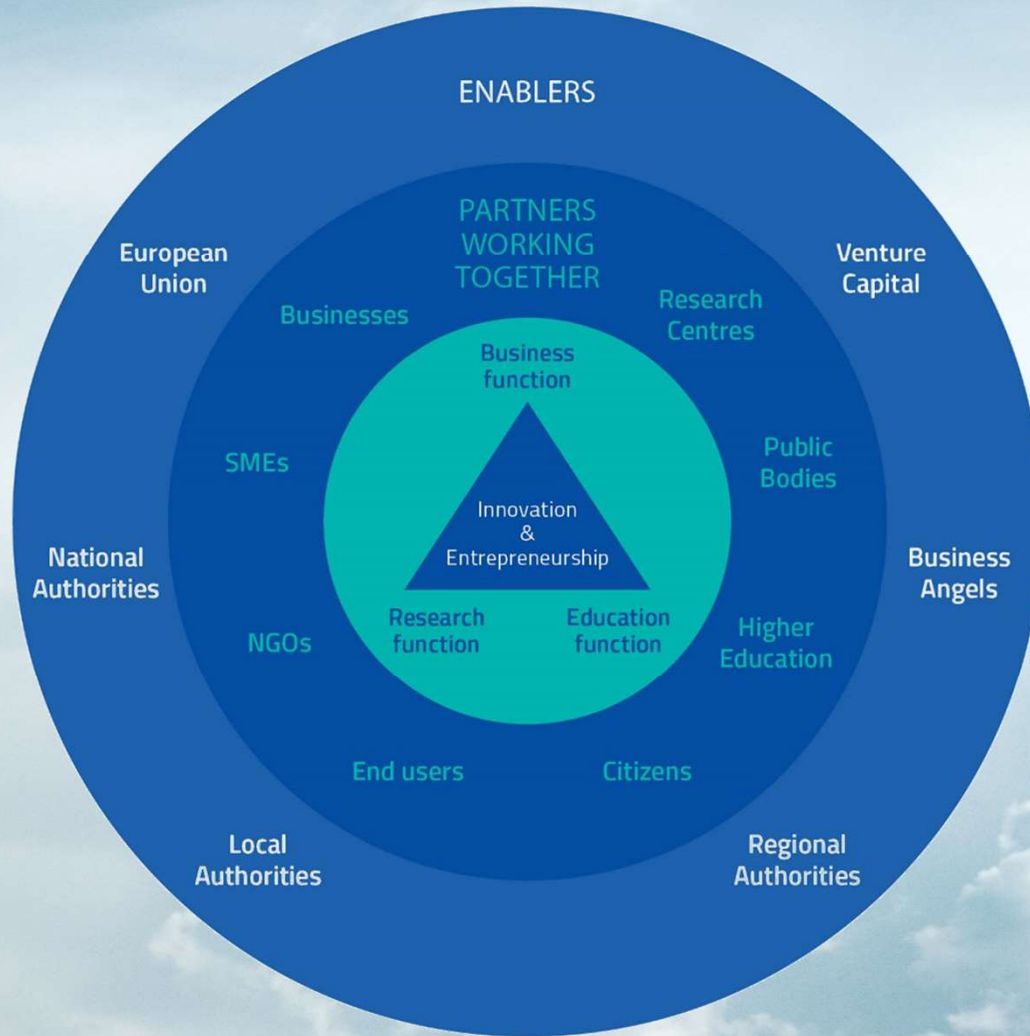 ENABLERS
PARTNERS
WORKING
TOGETHER
European
Union
Venture
Capital
Businesses
Research
Centres
Business
function
SMEs
Public
Bodies
Innovation
&
Entrepreneurship
National
Authorities
Business
Angels
Research
function
Education
function
NGOs
Higher
Education
End users
Citizens
Local
Authorities
Regional
Authorities